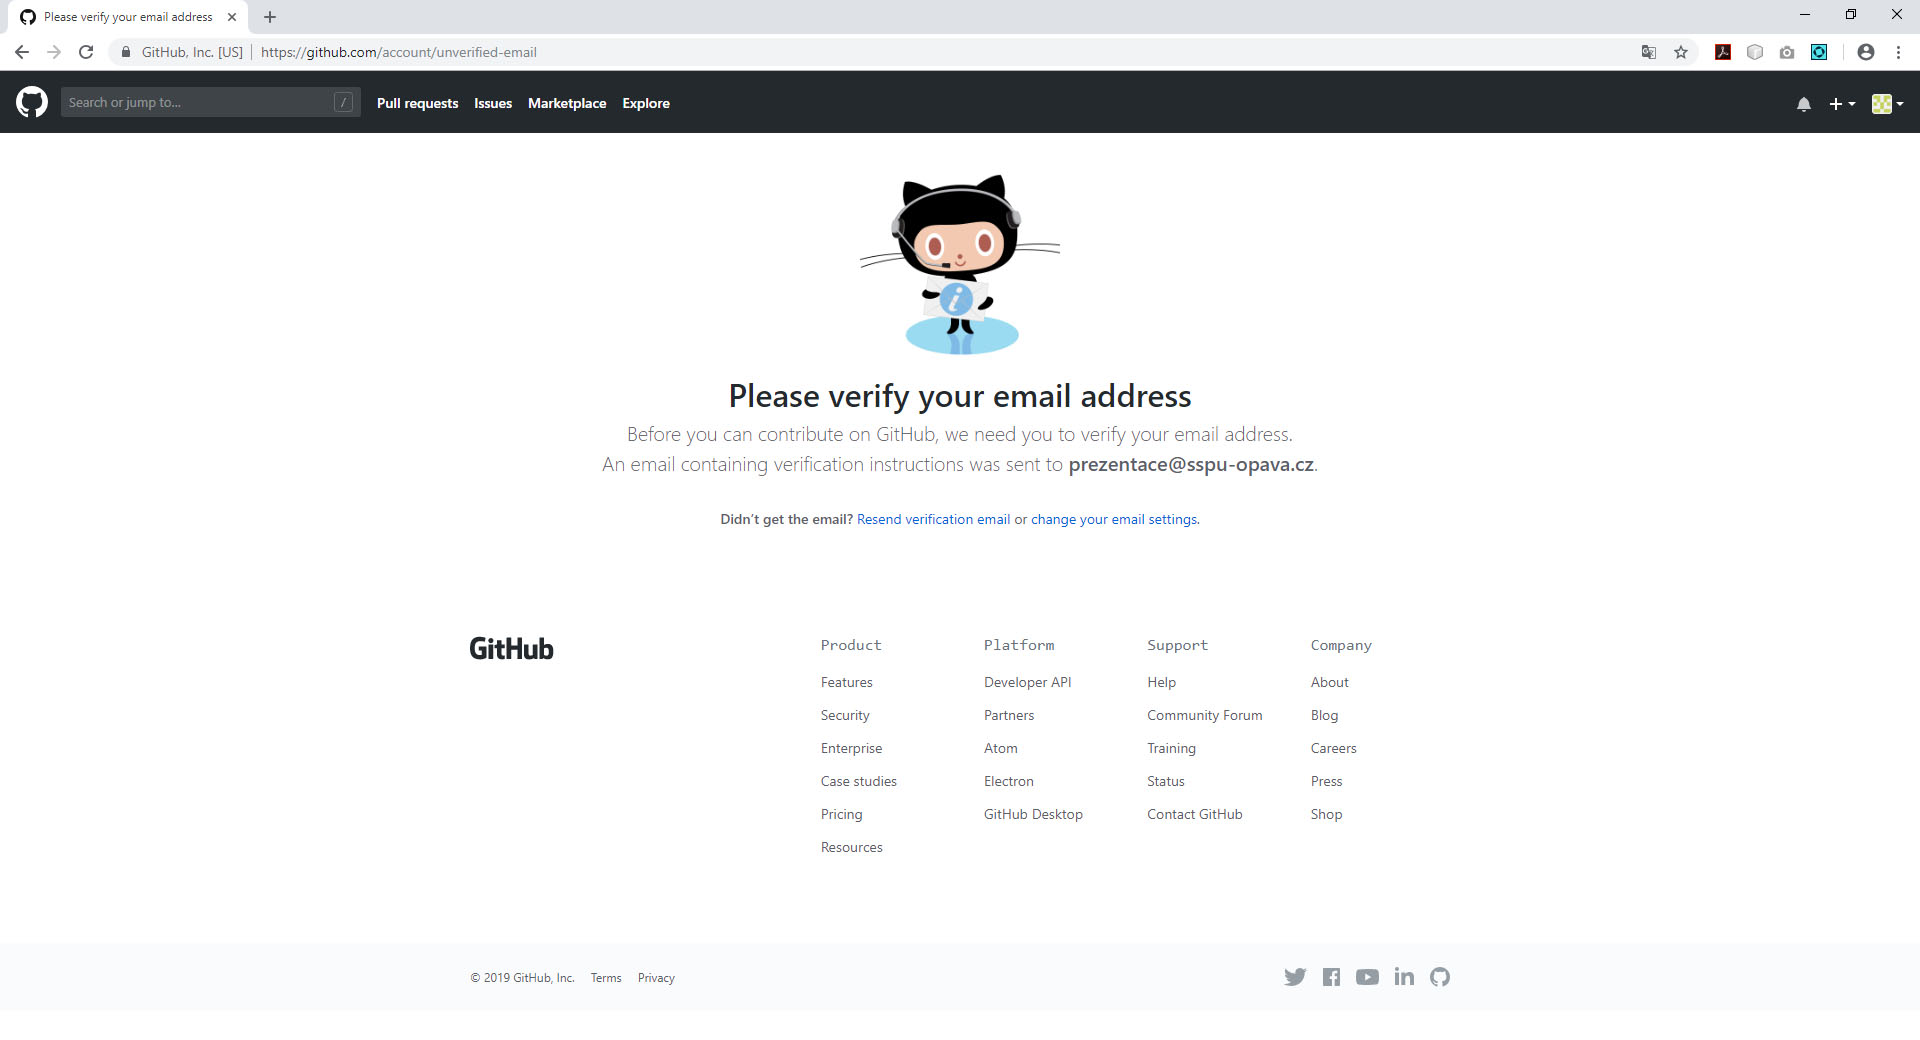 Please verify your email address
GitHub, Inc. [US] https://github.com/account/unverified-email
Search or jump to... / Pull requests Issues Marketplace Explore
i
Please verify your email address
Before you can contribute on GitHub, we need you to verify your email address.
An email containing verification instructions was sent to prezentace@sspu-opava.cz.
Didn't get the email? Resend verification email or change your email settings.
GitHub
Product
Features
Security
Enterprise
Case studies
Pricing
Resources
Platform
Developer API
Partners
Atom
Electron
GitHub Desktop
Support
Help
Community Forum
Training
Status
Contact GitHub
Company
About
Blog
Careers
Press
Shop
© 2019 GitHub, Inc. Terms Privacy